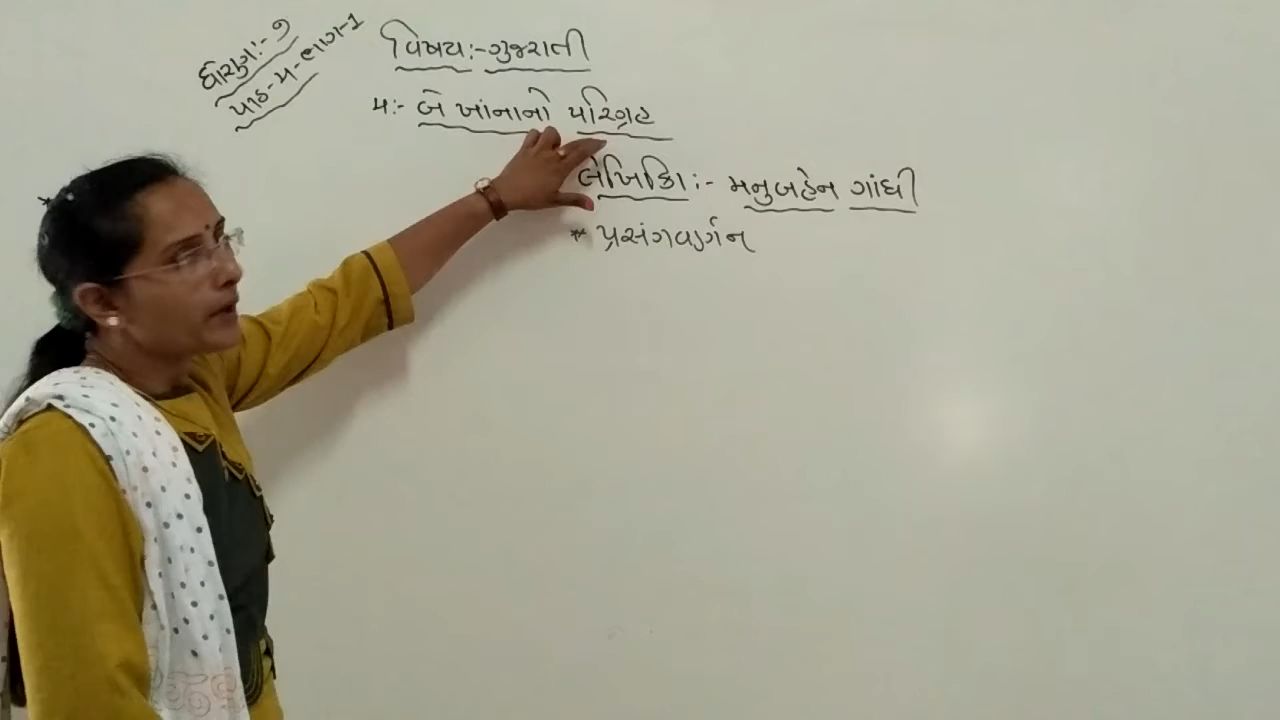 ધોરણ:- ૭
પાઠ-૫-ભાગ-1
વિષય:- ગુજરાતી
૫:- બે ખાનાનો પરિગ્રહ
લેખિકા:- મનુબહેન ગાંધી
* પ્રસંગવર્ણન